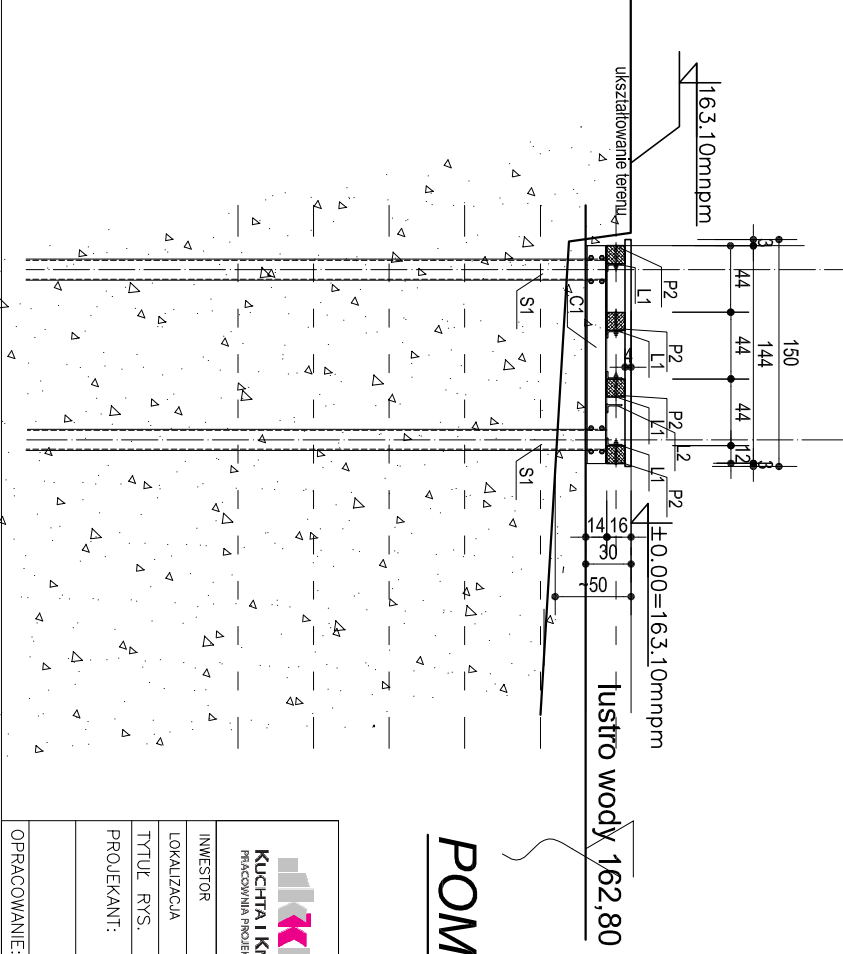 163.10mnpm
ukształtowanie terenu
150
144
3
44
44
44
12
3
4
P2
L1
P2
L1
P2
L1
L2
P2
L1
C1
S1
S1
±0.00=163.10mnpm
14
16
30
~50
lustro wody 162,80
POM
KUCHTA I
PRACOWNIA
INWESTOR
LOKALIZACJA
TYTUŁ RYS.
PROJEKANT:
OPRACOWANIE: